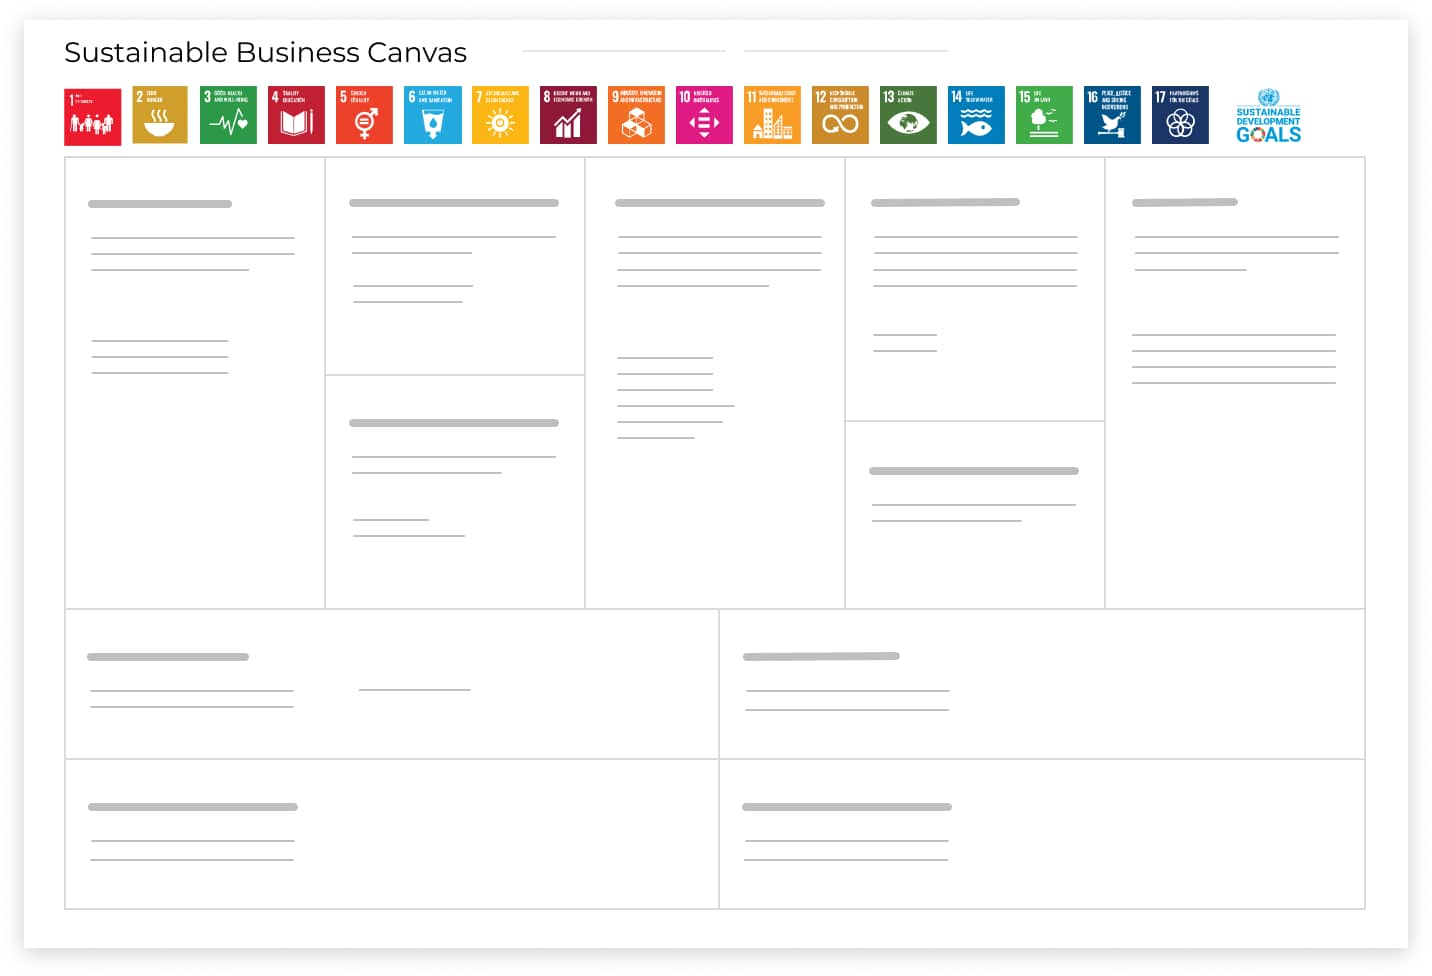 Sustainable Business Canvas
1 NO
POVERTY
2 ZERO
HUNGER
3 GOOD HEALTH
AND WELL-BEING
4 QUALITY
EDUCATION
5 GENDER
EQUALITY
6 CLEAN WATER
AND SANITATION
7 AFFORDABLE AND
CLEAN ENERGY
8 DECENT WORK AND
ECONOMIC GROWTH
9 INDUSTRY, INNOVATION
AND INFRASTRUCTURE
10 REDUCED
INEQUALITIES
11 SUSTAINABLE CITIES
AND COMMUNITIES
12 RESPONSIBLE
CONSUMPTION
AND PRODUCTION
13 CLIMATE
ACTION
14 LIFE
BELOW WATER
15 LIFE
ON LAND
16 PEACE, JUSTICE
AND STRONG
INSTITUTIONS
17 PARTNERSHIPS
FOR THE GOALS
SUSTAINABLE
DEVELOPMENT
GOALS